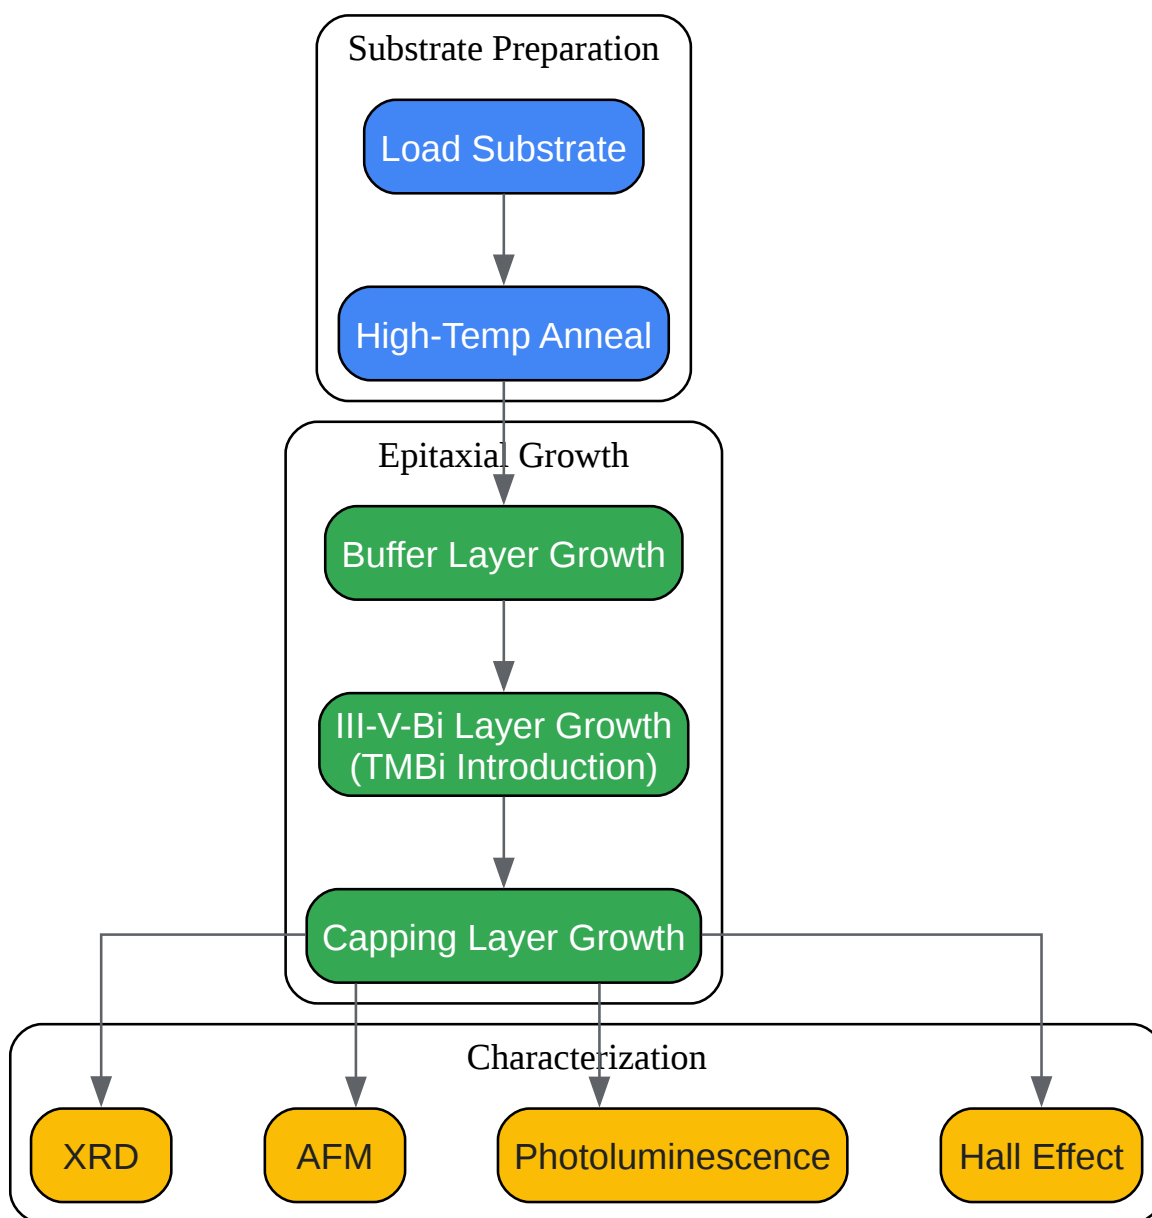 Substrate Preparation
Load Substrate
High-Temp Anneal
Epitaxial Growth
Buffer Layer Growth
III-V-Bi Layer Growth
(TMBi Introduction)
Capping Layer Growth
Characterization
XRD
AFM
Photoluminescence
Hall Effect